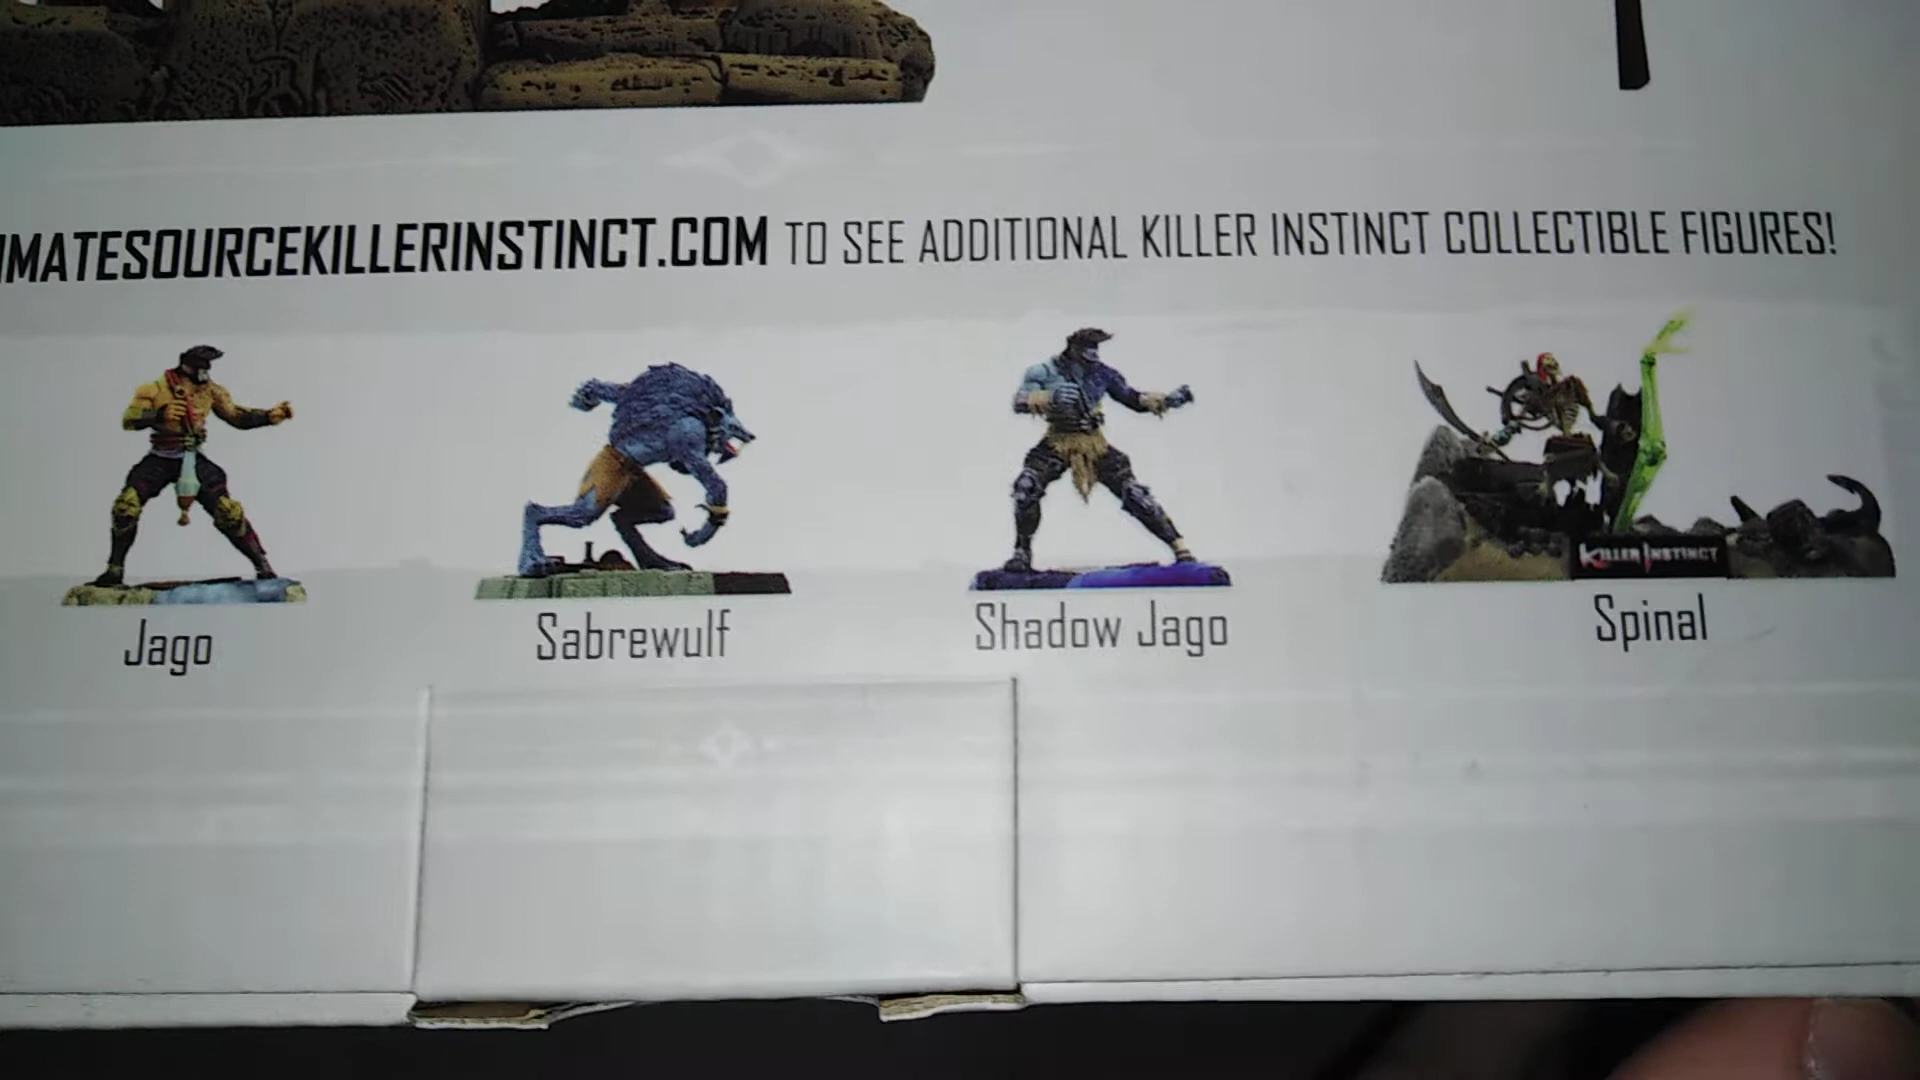 IMATESOURCEKILLERINSTINCT.COM TO SEE ADDITIONAL KILLER INSTINCT COLLECTIBLE FIGURES!
KILLER INSTINCT
Jago Sabrewulf Shadow Jago Spinal